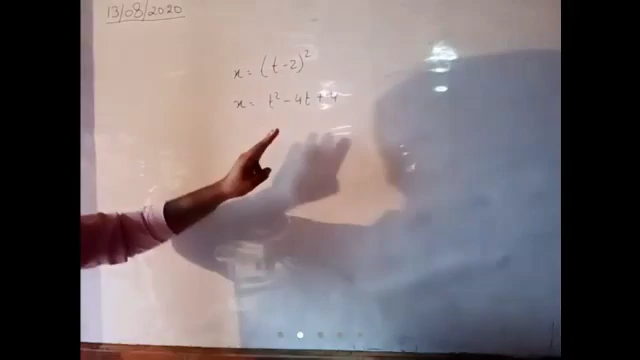 13/08/2020
x = (t-2)²
x = t² - 4t + 4